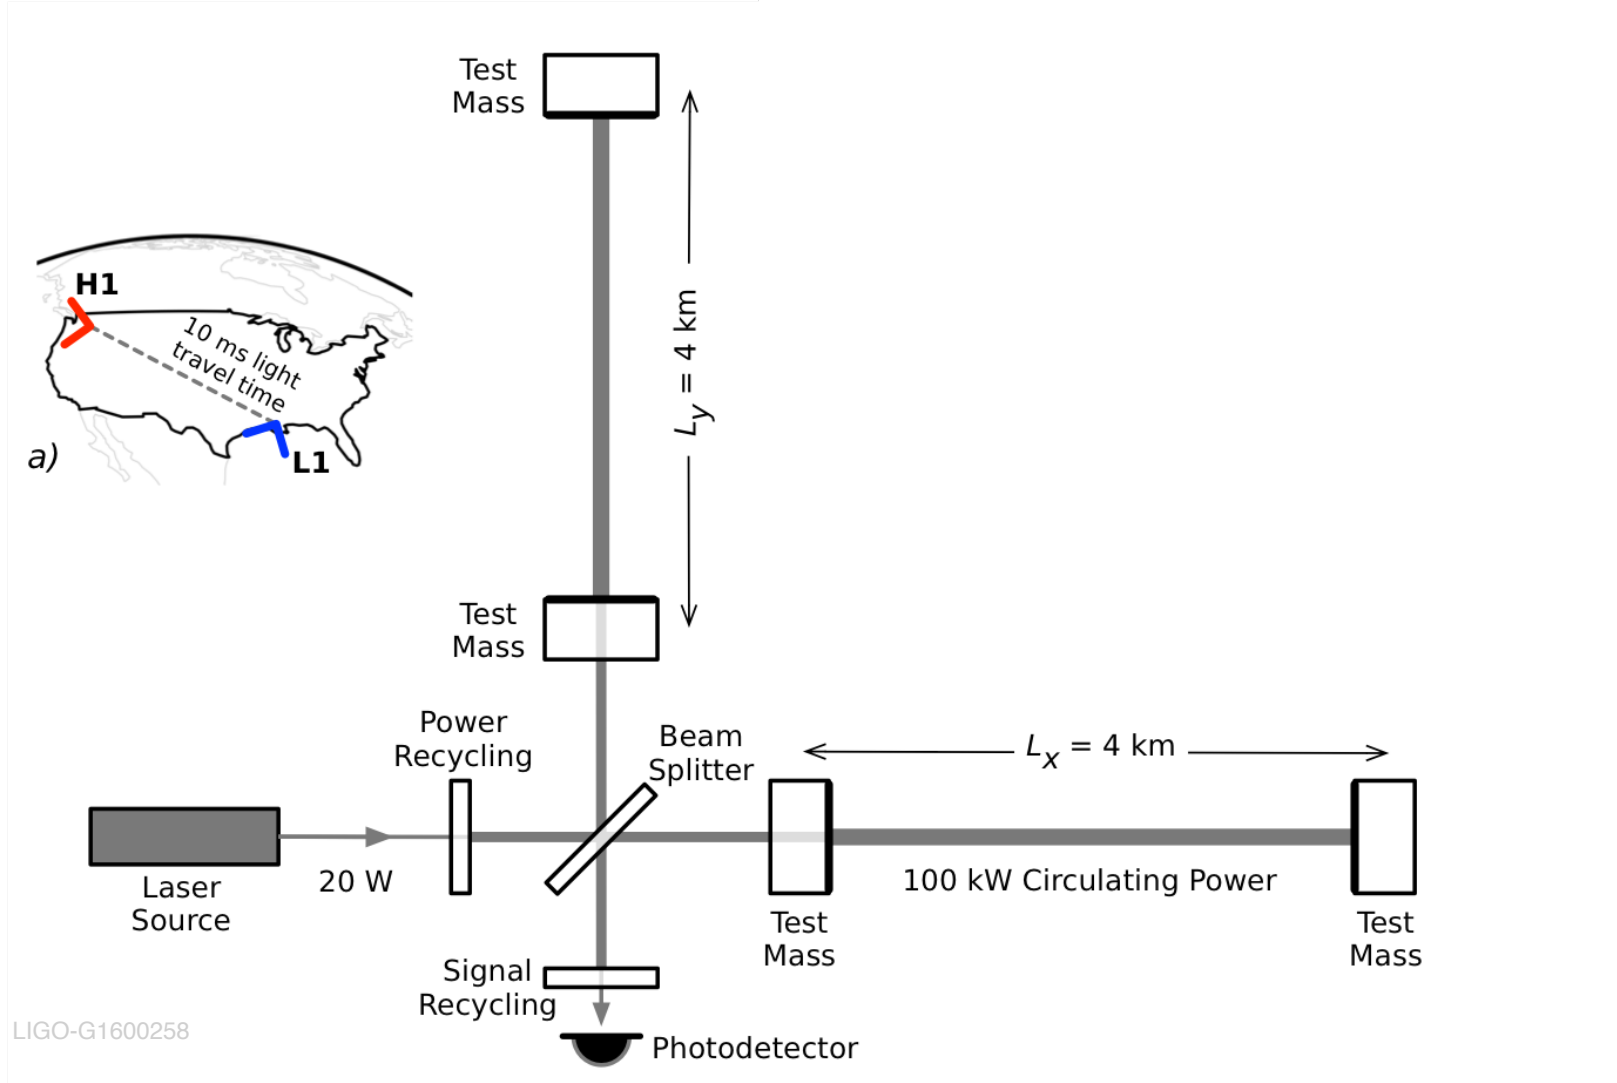 Test
Mass
H1
10 ms light
travel time
a)
L1
Ly = 4 km
Test
Mass
Power
Recycling
Beam
Splitter
Lx = 4 km
20 W
Laser
Source
100 kW Circulating Power
Test
Mass
Test
Mass
Signal
Recycling
LIGO-G1600258
Photodetector